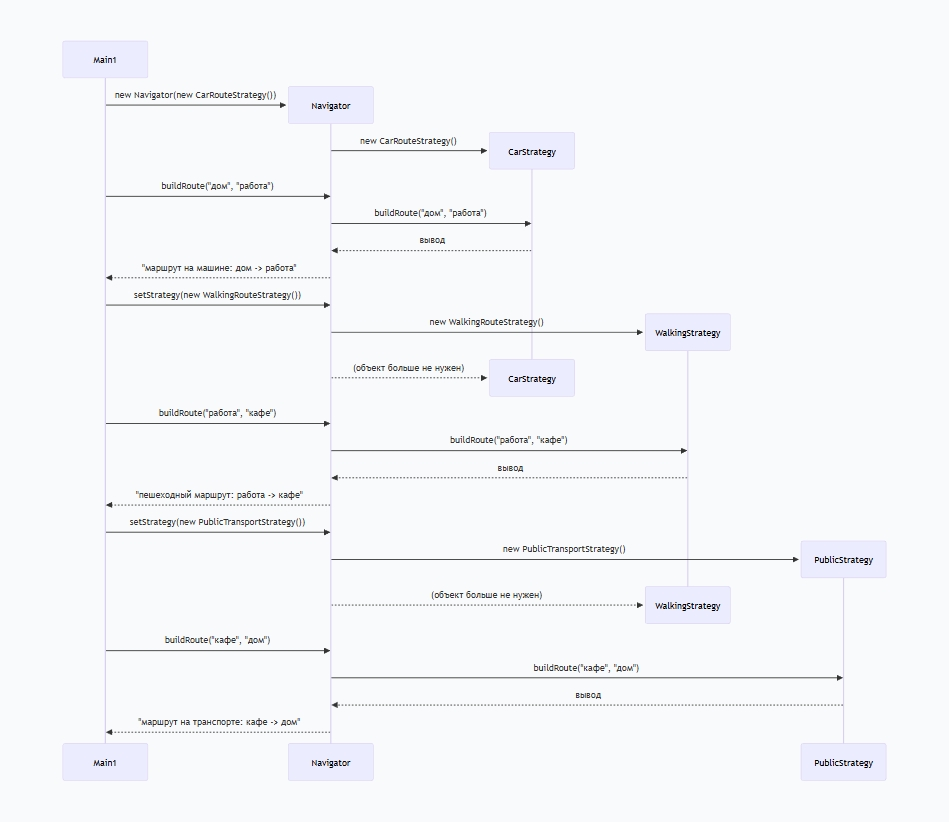 Main1
new Navigator(new CarRouteStrategy())
Navigator
new CarRouteStrategy()
CarStrategy
buildRoute("дом", "работа")
buildRoute("дом", "работа")
вывод
"маршрут на машине: дом -> работа"
setStrategy(new WalkingRouteStrategy())
new WalkingRouteStrategy()
WalkingStrategy
(объект больше не нужен)
CarStrategy
buildRoute("работа", "кафе")
buildRoute("работа", "кафе")
вывод
"пешеходный маршрут: работа -> кафе"
setStrategy(new PublicTransportStrategy())
new PublicTransportStrategy()
PublicStrategy
(объект больше не нужен)
WalkingStrategy
buildRoute("кафе", "дом")
buildRoute("кафе", "дом")
вывод
"маршрут на транспорте: кафе -> дом"
Main1
Navigator
PublicStrategy